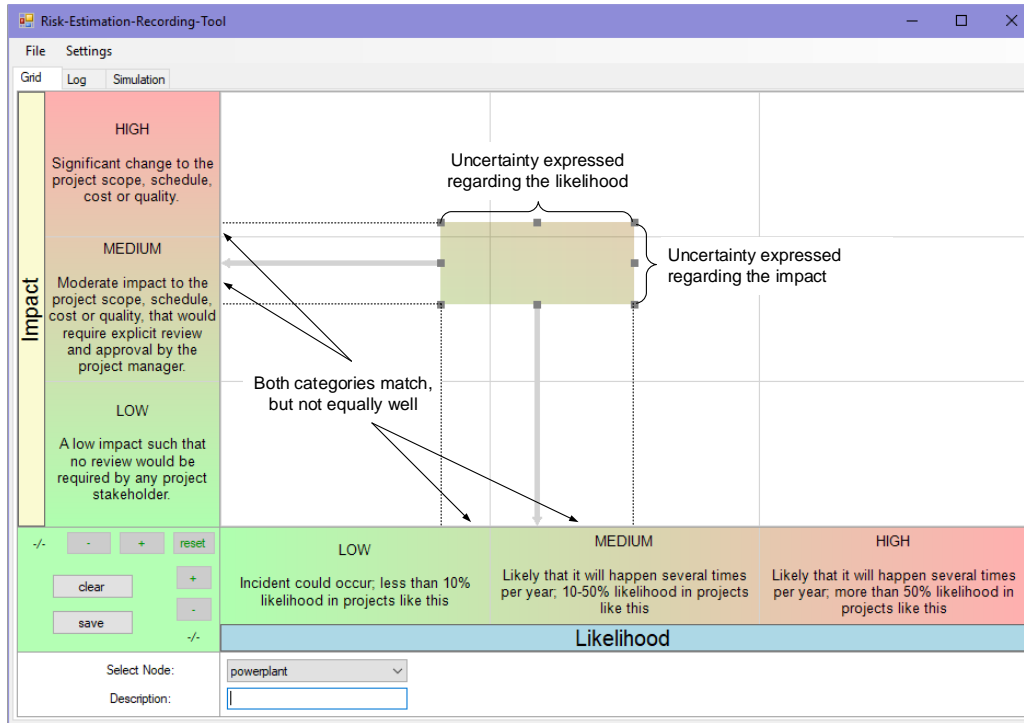 Risk-Estimation-Recording-Tool
File Settings
Grid Log Simulation
Impact
HIGH
Significant change to the
project scope, schedule,
cost or quality.
MEDIUM
Moderate impact to the
project scope, schedule,
cost or quality, that would
require explicit review
and approval by the
project manager.
LOW
A low impact such that
no review would be
required by any project
stakeholder.
Uncertainty expressed
regarding the likelihood
Uncertainty expressed
regarding the impact
Both categories match,
but not equally well
-/- - + reset
clear +
-
save
-/-
LOW
Incident could occur; less than 10%
likelihood in projects like this
MEDIUM
Likely that it will happen several times
per year; 10-50% likelihood in projects
like this
HIGH
Likely that it will happen several times
per year; more than 50% likelihood in
projects like this
Likelihood
Select Node: powerplant
Description: